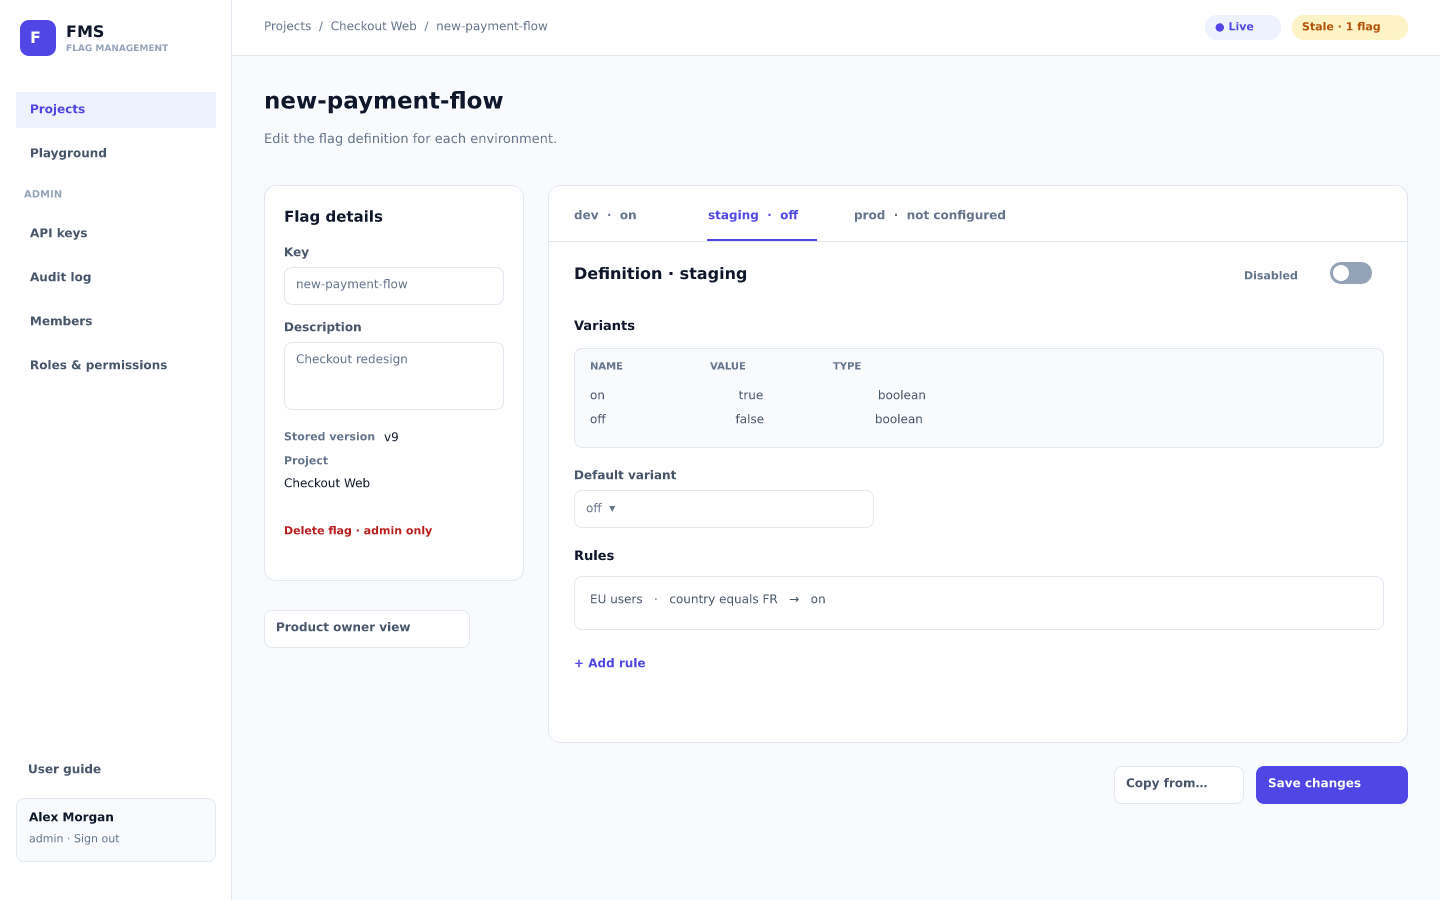 F
FMS
FLAG MANAGEMENT
Projects
Playground
ADMIN
API keys
Audit log
Members
Roles & permissions
User guide
Alex Morgan
admin · Sign out
Projects / Checkout Web / new-payment-flow
● Live
Stale · 1 flag
new-payment-flow
Edit the flag definition for each environment.
Flag details
Key
new-payment-flow
Description
Checkout redesign
Stored version v9
Project
Checkout Web
Delete flag · admin only
Product owner view
dev · on
staging · off
prod · not configured
Definition · staging
Disabled
Variants
NAME VALUE TYPE
on true boolean
off false boolean
Default variant
off ▾
Rules
EU users · country equals FR → on
+ Add rule
Copy from…
Save changes